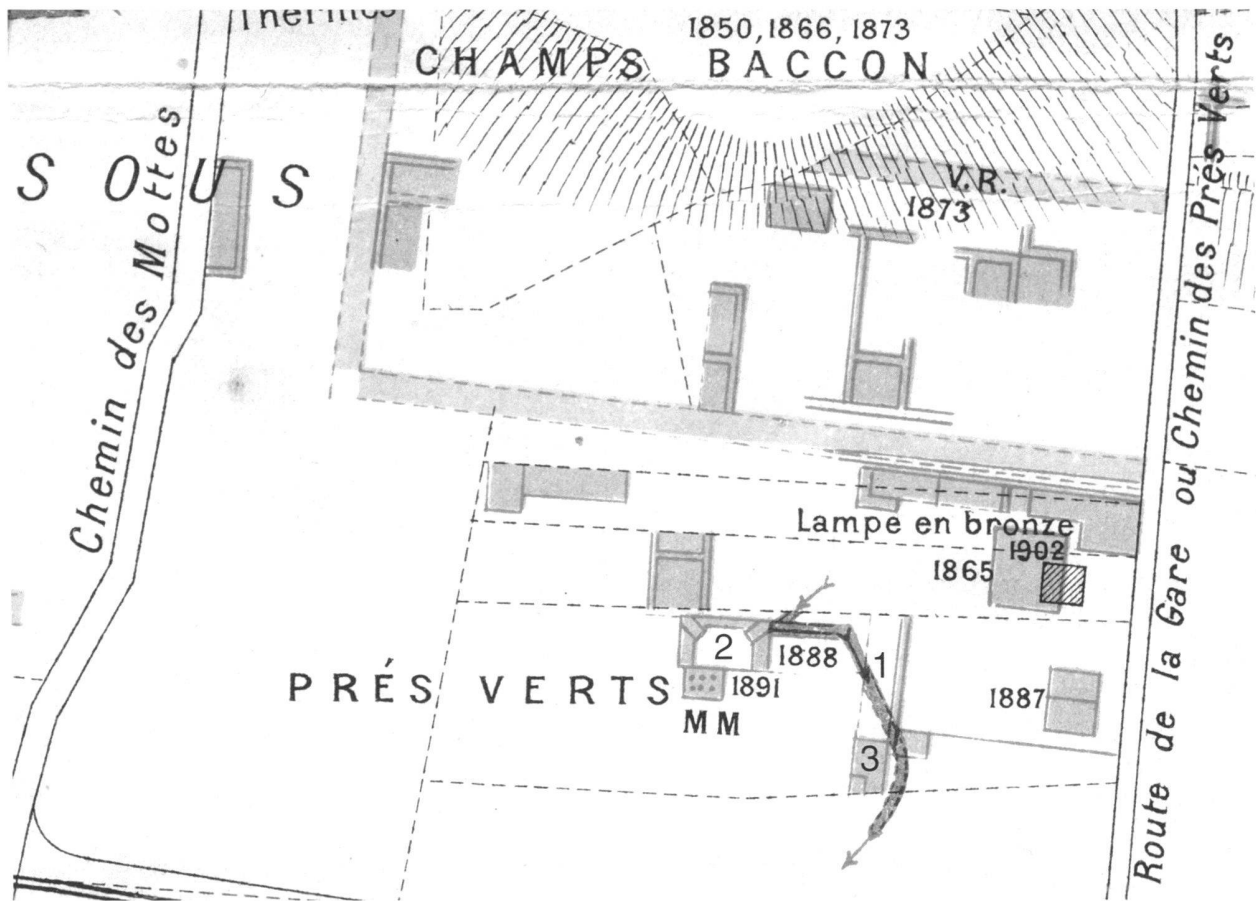 Thermes
1850, 1866, 1873
CHAMPS BACCON
SOUS
V.R.
1873
Chemin des Mottes
Route de la Gare ou Chemin des Prés Verts
Lampe en bronze
1902
1865
2
1888
1
1891
1887
PRÉS VERTS
MM
3